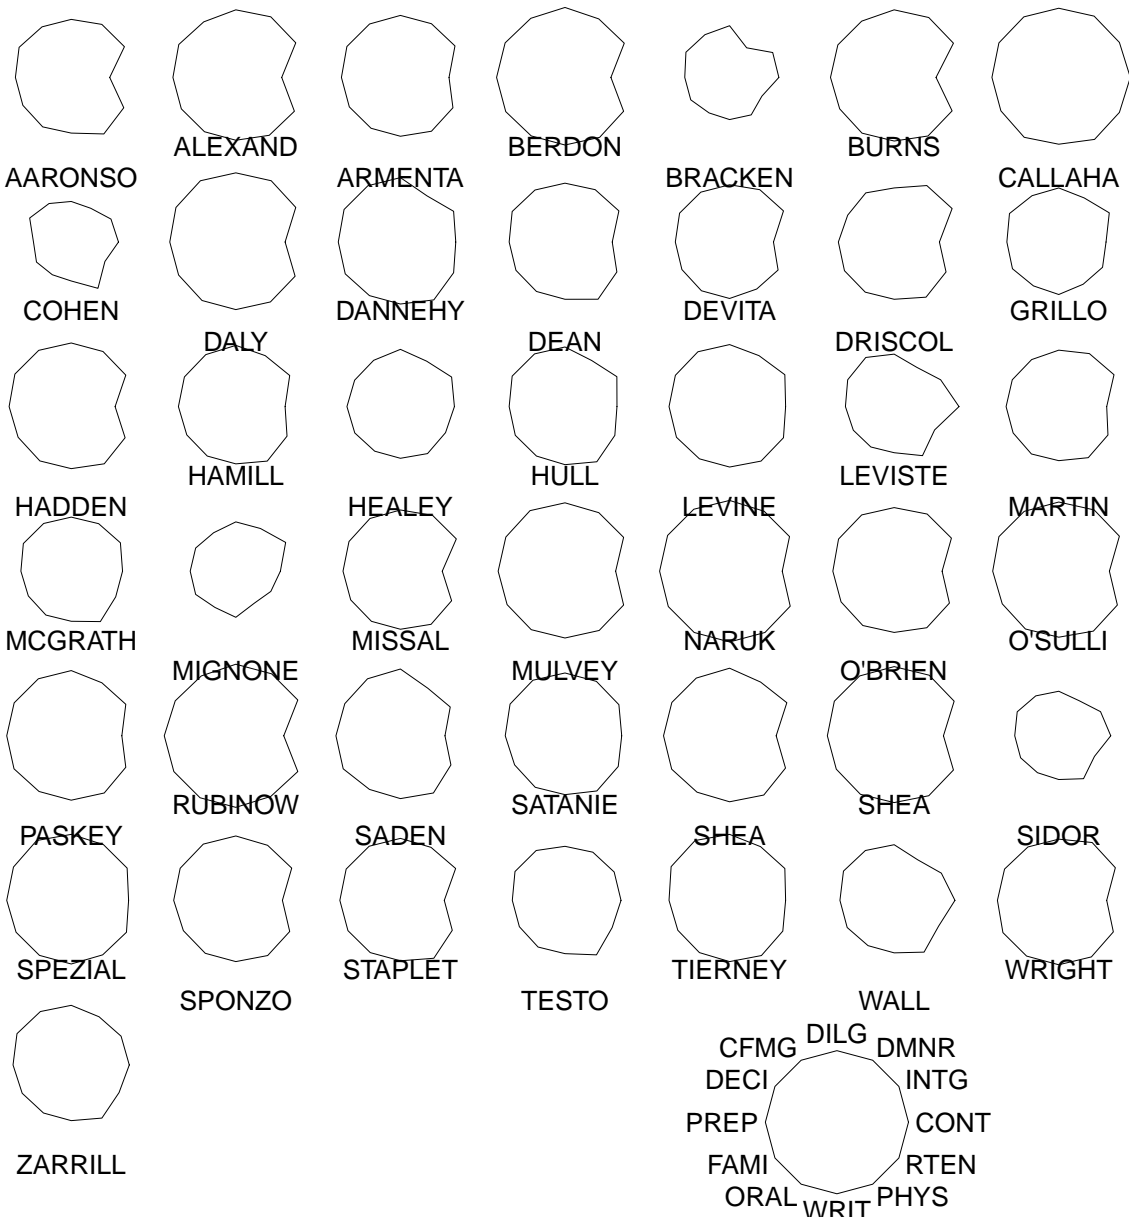 ALEXAND BERDON BURNS
AARONSO ARMENTA BRACKEN CALLAHA
COHEN DANNEHY DEVITA GRILLO
DALY DEAN DRISCOL
HAMILL HULL LEVISTE
HADDEN HEALEY LEVINE MARTIN
MCGRATH MISSAL NARUK O'SULLI
MIGNONE MULVEY O'BRIEN
RUBINOW SATANIE SHEA
PASKEY SADEN SHEA SIDOR
SPEZIAL STAPLET TIERNEY WRIGHT
SPONZO TESTO WALL
DILG
CFMG DMNR
DECI INTG
PREP CONT
ZARRILL FAMI RTEN
ORAL PHYS
WRIT